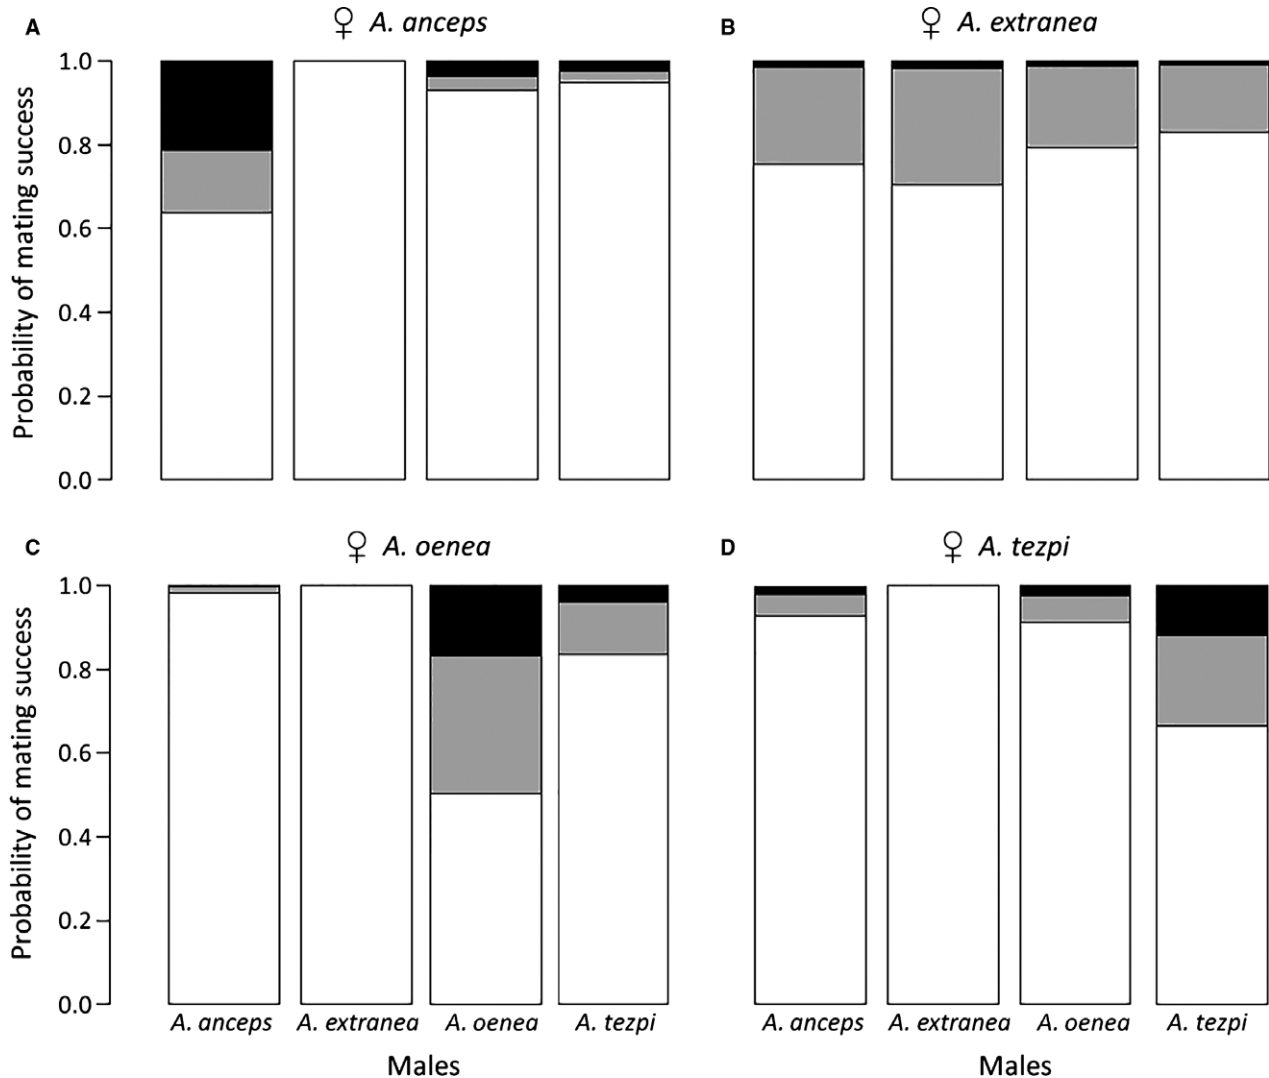 A
♀ A. anceps
B
♀ A. extranea
Probability of mating success
1.0
0.8
0.6
0.4
0.2
0.0
C
♀ A. oenea
D
♀ A. tezpi
Probability of mating success
1.0
0.8
0.6
0.4
0.2
0.0
A. anceps A. extranea A. oenea A. tezpi
A. anceps A. extranea A. oenea A. tezpi
Males
Males